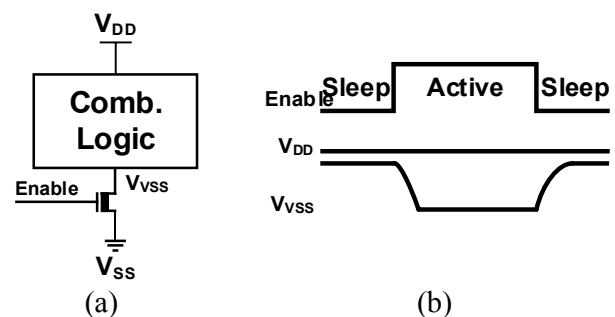 VDD
Comb.
Logic
Enable
VVSS
VSS
(a)
Sleep
Active
Sleep
Enable
VDD
VVSS
(b)